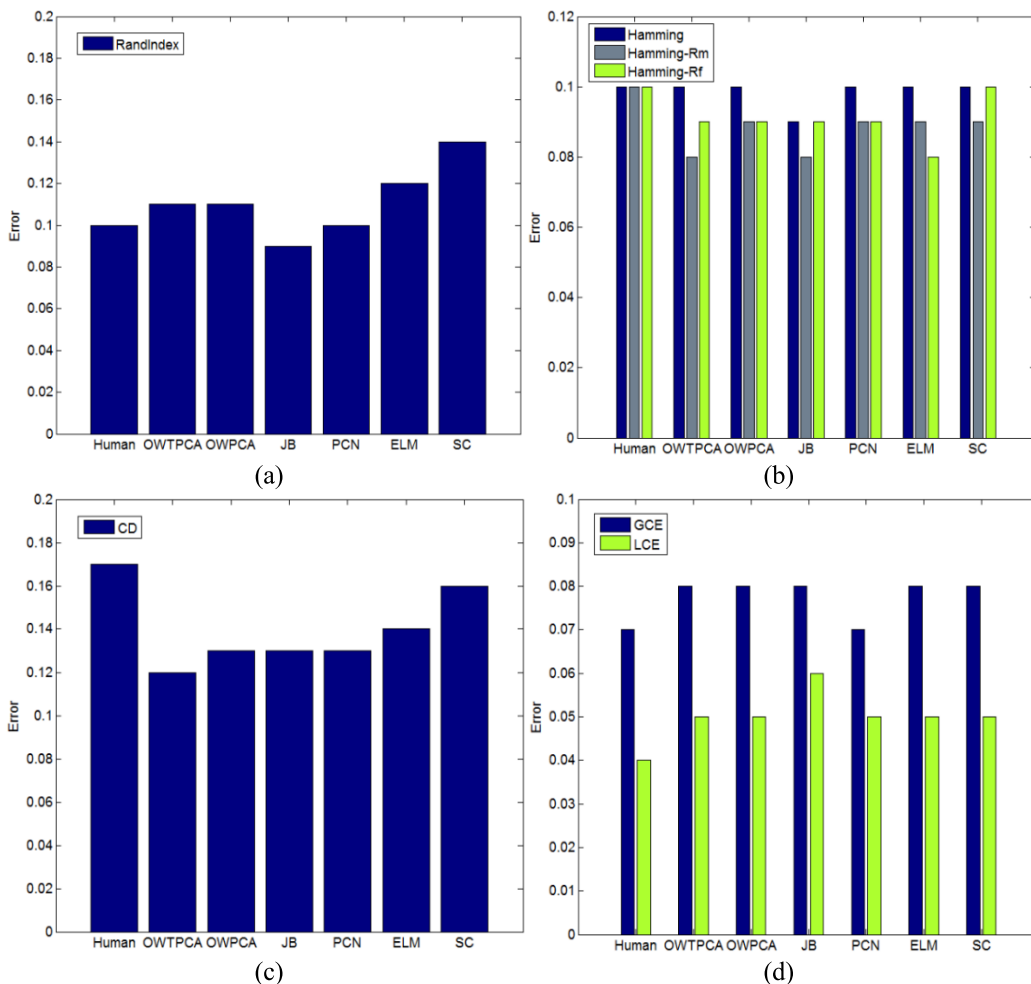 0.2
0.18
0.16
0.14
0.12
0.1
0.08
0.06
0.04
0.02
0
Error
RandIndex
Human OWTPCA OWPCA JB PCN ELM SC
(a)
0.12
0.1
0.08
0.06
0.04
0.02
0
Error
Hamming
Hamming-Rm
Hamming-Rf
Human OWTPCA OWPCA JB PCN ELM SC
(b)
0.2
0.18
0.16
0.14
0.12
0.1
0.08
0.06
0.04
0.02
0
Error
CD
Human OWTPCA OWPCA JB PCN ELM SC
(c)
0.1
0.09
0.08
0.07
0.06
0.05
0.04
0.03
0.02
0.01
0
Error
GCE
LCE
Human OWTPCA OWPCA JB PCN ELM SC
(d)